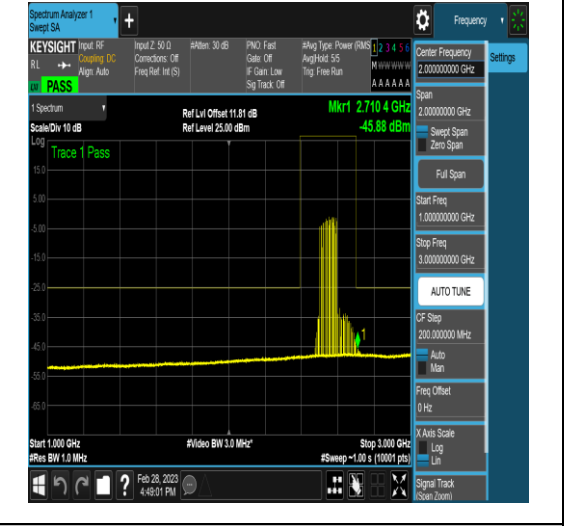 Spectrum Analyzer 1
Swept SA
+
Frequency
KEYSIGHT
Input: RF
Coupling: DC
Align: Auto
Input Z: 50 Ω
Corrections: Off
Freq Ref: Int (S)
#Atten: 30 dB
PNO: Fast
Gate: Off
IF Gain: Low
Sig Track: Off
#Avg Type: Power (RMS
Avg|Hold: 5/5
Trig: Free Run
1 2 3 4 5 6
M W W W W W
A A A A A A
R L
PASS
1 Spectrum
Scale/Div 10 dB
Ref Lvl Offset 11.81 dB
Ref Level 25.00 dBm
Mkr1 2.710 4 GHz
-45.88 dBm
Log
Trace 1 Pass
15.0
5.00
-5.00
-15.0
-25.0
-35.0
-45.0
-55.0
-65.0
1
Start 1.000 GHz
#Res BW 1.0 MHz
#Video BW 3.0 MHz*
Stop 3.000 GHz
#Sweep ~1.00 s (10001 pts)
?
Feb 28, 2023
4:49:01 PM
Center Frequency
2.000000000 GHz
Settings
Span
2.00000000 GHz
Swept Span
Zero Span
Full Span
Start Freq
1.000000000 GHz
Stop Freq
3.000000000 GHz
AUTO TUNE
CF Step
200.000000 MHz
Auto
Man
Freq Offset
0 Hz
X Axis Scale
Log
Lin
Signal Track
(Span Zoom)